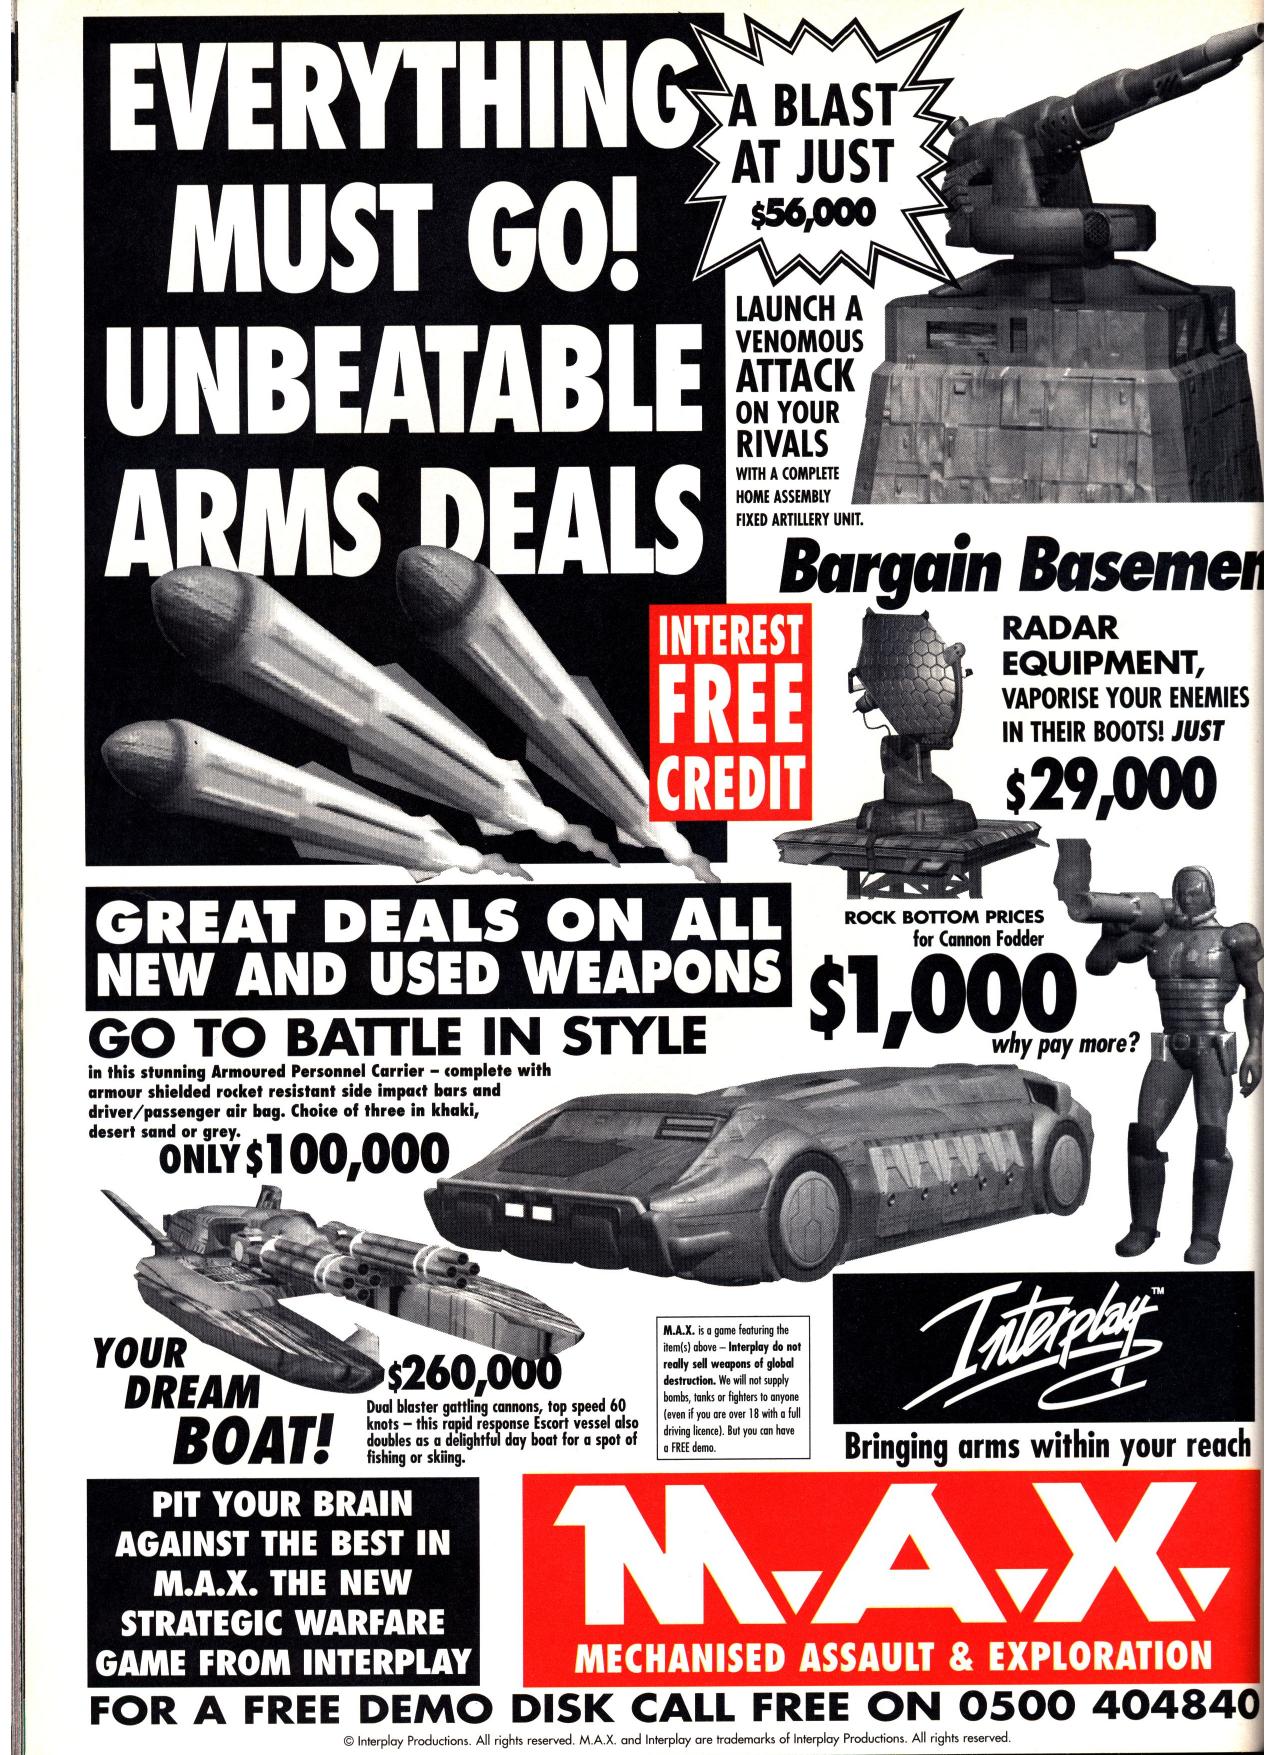 EVERYTHING
MUST GO!
UNBEATABLE
ARMS DEALS
A BLAST
AT JUST
$56,000
LAUNCH A
VENOMOUS
ATTACK
ON YOUR
RIVALS
WITH A COMPLETE
HOME ASSEMBLY
FIXED ARTILLERY UNIT.
Bargain Basemen
INTEREST
FREE
CREDIT
RADAR
EQUIPMENT,
VAPORISE YOUR ENEMIES
IN THEIR BOOTS! JUST
$29,000
GREAT DEALS ON ALL
NEW AND USED WEAPONS
ROCK BOTTOM PRICES
for Cannon Fodder
$1,000
why pay more?
GO TO BATTLE IN STYLE
in this stunning Armoured Personnel Carrier – complete with
armour shielded rocket resistant side impact bars and
driver/passenger air bag. Choice of three in khaki,
desert sand or grey.
ONLY $100,000
YOUR
DREAM
BOAT!
$260,000
Dual blaster gattling cannons, top speed 60
knots – this rapid response Escort vessel also
doubles as a delightful day boat for a spot of
fishing or skiing.
M.A.X. is a game featuring the
item(s) above – Interplay do not
really sell weapons of global
destruction. We will not supply
bombs, tanks or fighters to anyone
(even if you are over 18 with a full
driving licence). But you can have
a FREE demo.
Interplay™
Bringing arms within your reach
PIT YOUR BRAIN
AGAINST THE BEST IN
M.A.X. THE NEW
STRATEGIC WARFARE
GAME FROM INTERPLAY
M.A.X.
MECHANISED ASSAULT & EXPLORATION
FOR A FREE DEMO DISK CALL FREE ON 0500 404840
© Interplay Productions. All rights reserved. M.A.X. and Interplay are trademarks of Interplay Productions. All rights reserved.